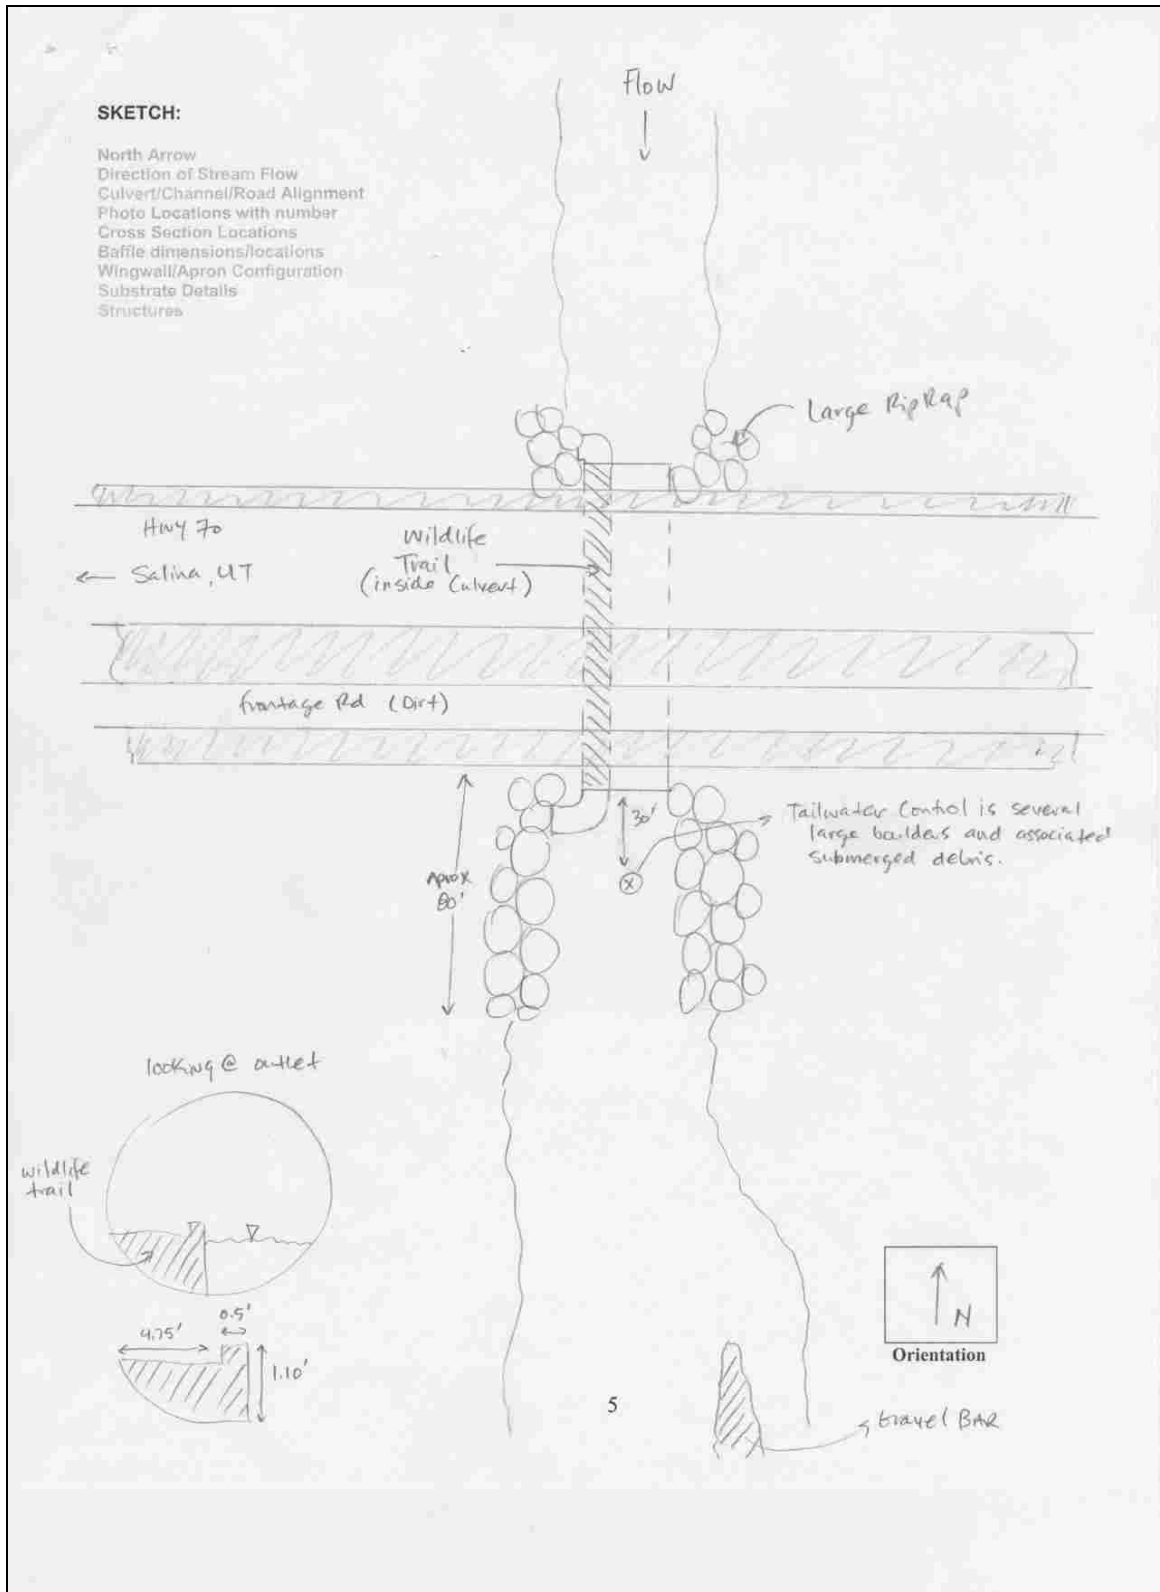 Flow
SKETCH:
North Arrow
Direction of Stream Flow
Culvert/Channel/Road Alignment
Photo Locations with number
Cross Section Locations
Baffle dimensions/locations
Wingwall/Apron Configuration
Substrate Details
Structures
Large RipRap
Hwy 70
← Salina, UT
Wildlife
Trail
(inside Culvert)
frontage Rd (Dirt)
30'
Tailwater Control is several
large boulders and associated
submerged debris.
X
Aprox
80'
looking @ outlet
wildlife
trail
0.5'
4.75'
1.10'
N
Orientation
5
Gravel BAR